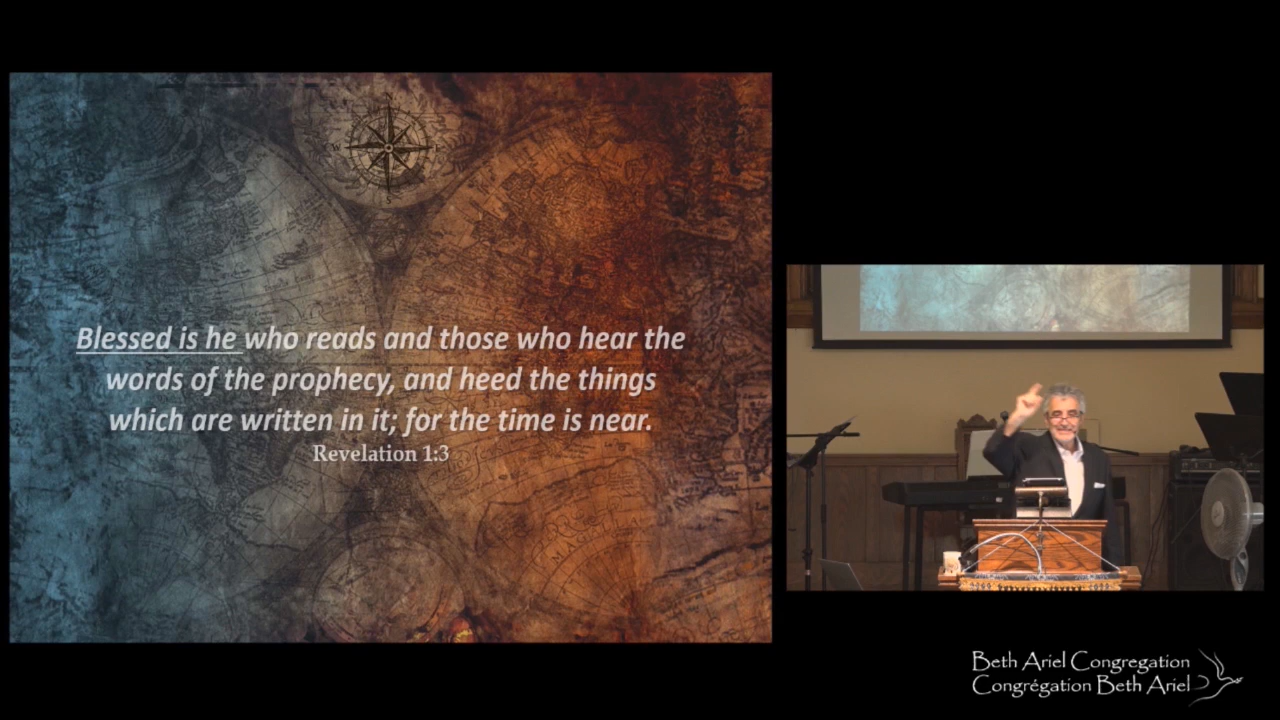 N
W E
S
Blessed is he who reads and those who hear the
words of the prophecy, and heed the things
which are written in it; for the time is near.
Revelation 1:3
Beth Ariel Congregation
Congrégation Beth Ariel